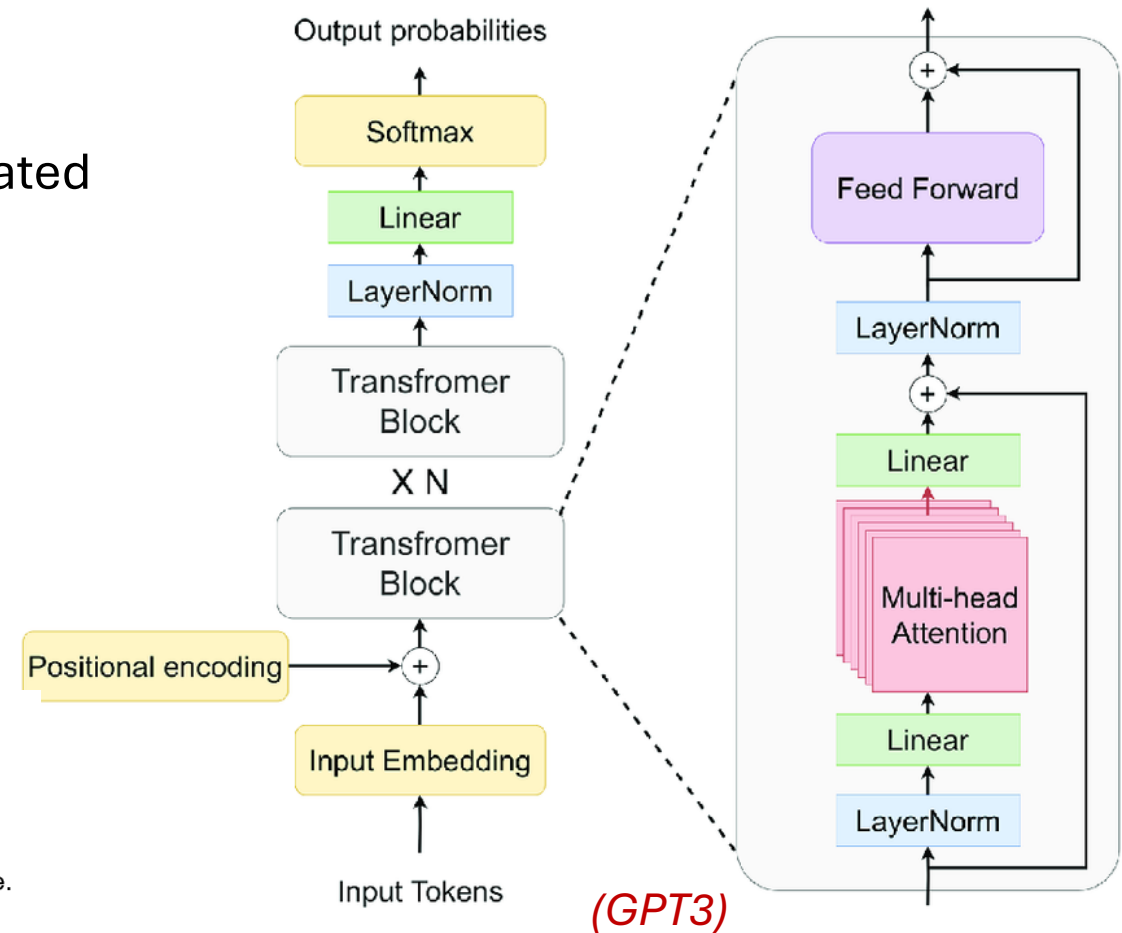 Output probabilities
Softmax
ated
Linear
LayerNorm
Transfromer
Block
X N
Transfromer
Block
Positional encoding
+
Input Embedding
Input Tokens
e.
(GPT3)
+
Feed Forward
LayerNorm
+
Linear
Multi-head
Attention
Linear
LayerNorm